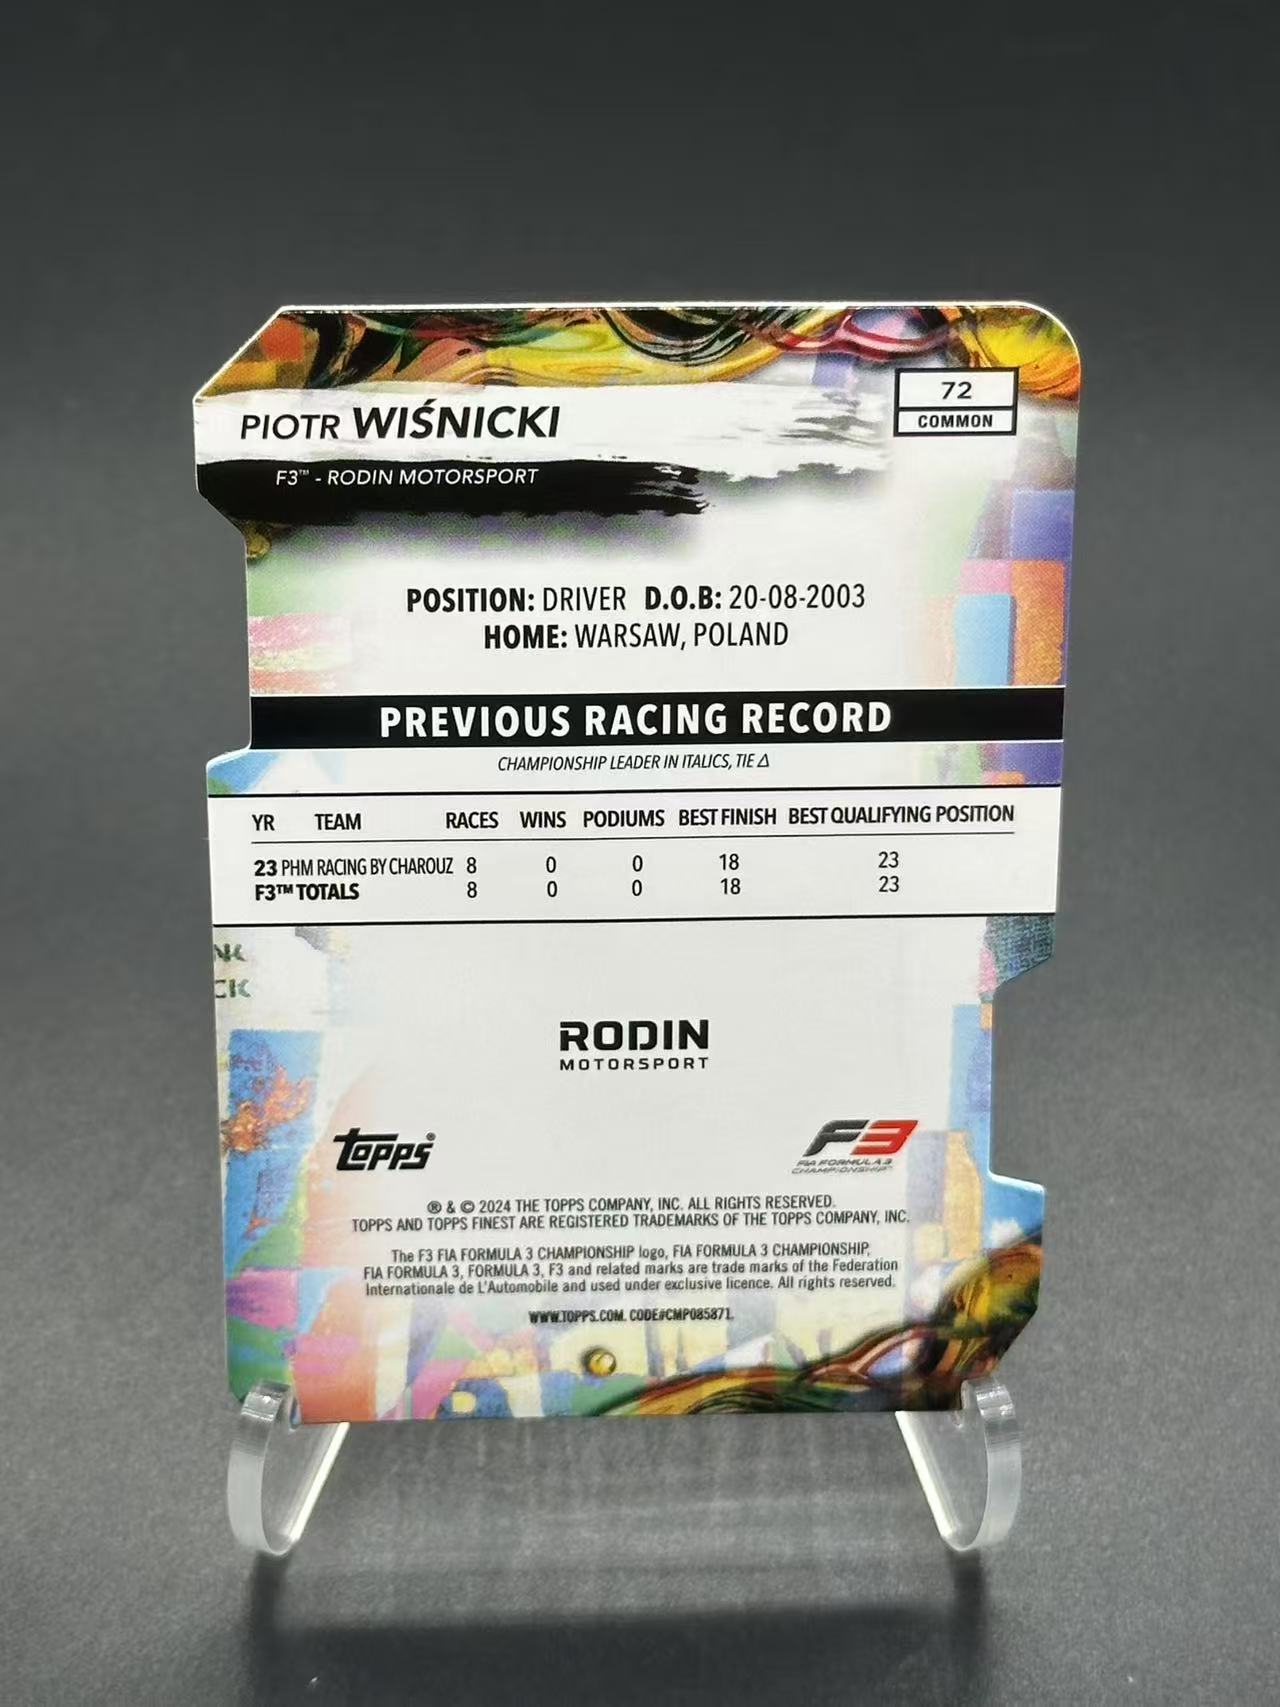 PIOTR WIŚNICKI
72
COMMON
F3™ - RODIN MOTORSPORT
POSITION: DRIVER D.O.B: 20-08-2003
HOME: WARSAW, POLAND
PREVIOUS RACING RECORD
CHAMPIONSHIP LEADER IN ITALICS, TIE Δ
YR TEAM RACES WINS PODIUMS BEST FINISH BEST QUALIFYING POSITION
23 PHM RACING BY CHAROUZ 8 0 0 18 23
F3™ TOTALS 8 0 0 18 23
RODIN
MOTORSPORT
topps®
F3
FIA FORMULA 3
CHAMPIONSHIP™
® & © 2024 THE TOPPS COMPANY, INC. ALL RIGHTS RESERVED.
TOPPS AND TOPPS FINEST ARE REGISTERED TRADEMARKS OF THE TOPPS COMPANY, INC.
The F3 FIA FORMULA 3 CHAMPIONSHIP logo, FIA FORMULA 3 CHAMPIONSHIP,
FIA FORMULA 3, FORMULA 3, F3 and related marks are trade marks of the Federation
Internationale de L'Automobile and used under exclusive licence. All rights reserved.
WWW.TOPPS.COM. CODE#CMP085871.